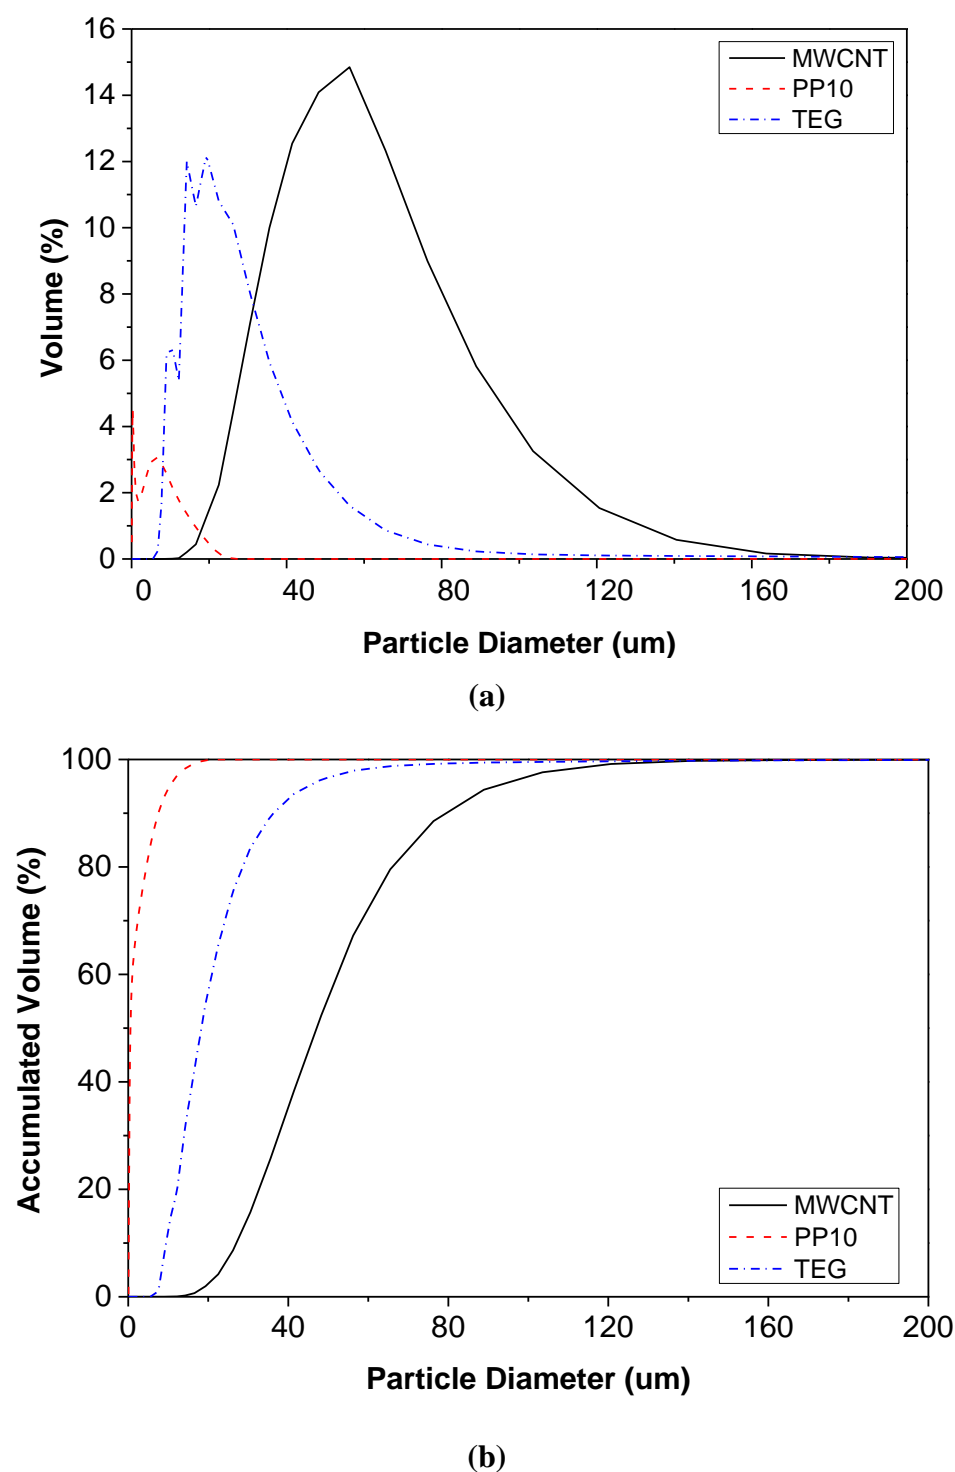 16
14
12
10
8
6
4
2
0
Volume (%)
MWCNT
PP10
TEG
0 40 80 120 160 200
Particle Diameter (um)
(a)
100
80
60
40
20
0
Accumulated Volume (%)
MWCNT
PP10
TEG
0 40 80 120 160 200
Particle Diameter (um)
(b)